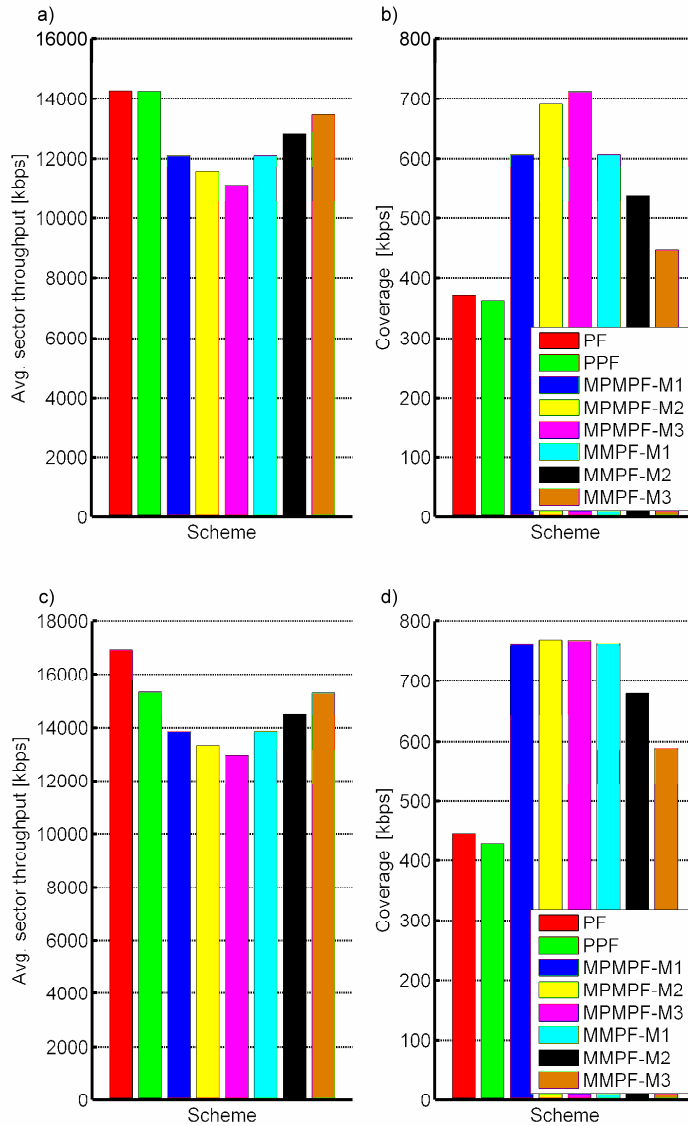 a)
16000
14000
12000
10000
8000
6000
4000
2000
0
Avg. sector throughput [kbps]
Scheme
b)
800
700
600
500
400
300
200
100
0
Coverage [kbps]
PF
PPF
MPMPF-M1
MPMPF-M2
MPMPF-M3
MMPF-M1
MMPF-M2
MMPF-M3
Scheme
c)
18000
16000
14000
12000
10000
8000
6000
4000
2000
0
Avg. sector throughput [kbps]
Scheme
d)
800
700
600
500
400
300
200
100
0
Coverage [kbps]
PF
PPF
MPMPF-M1
MPMPF-M2
MPMPF-M3
MMPF-M1
MMPF-M2
MMPF-M3
Scheme